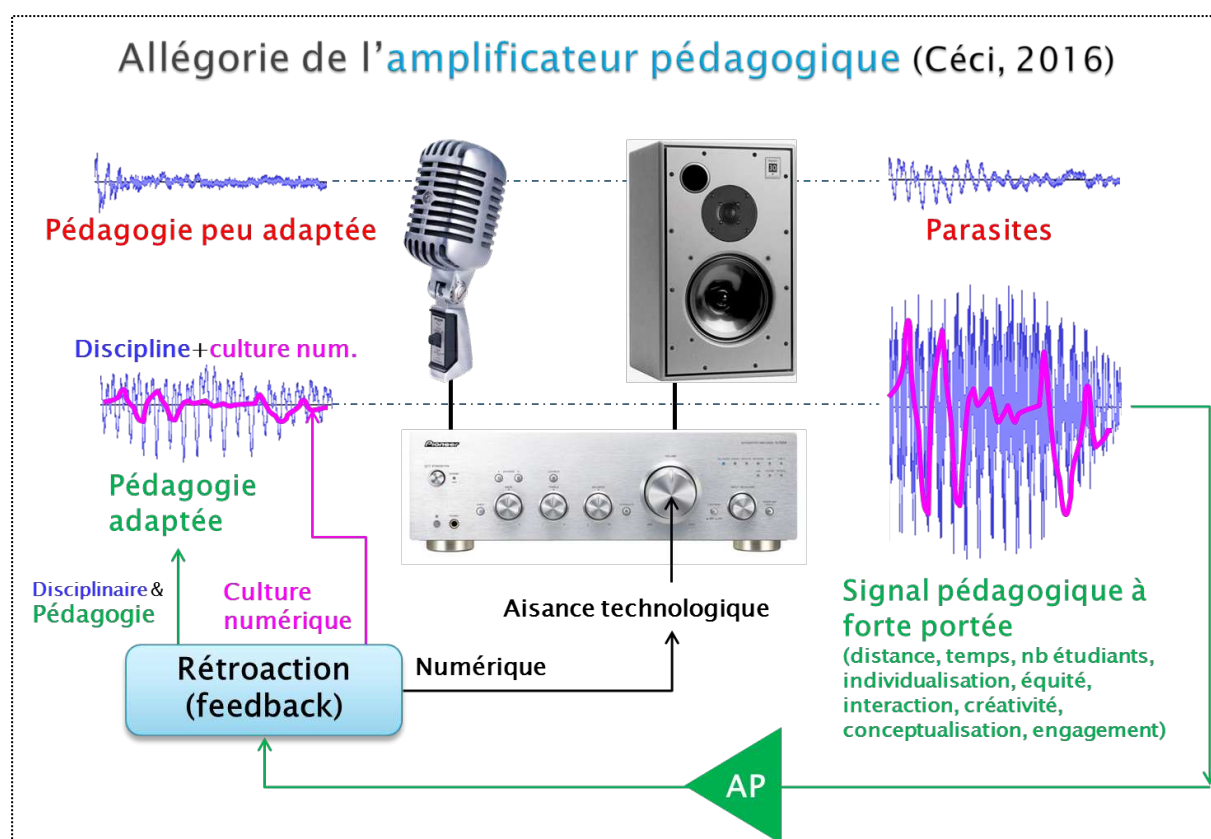 Allégorie de l'amplificateur pédagogique (Céci, 2016)
Pédagogie peu adaptée
Parasites
Discipline+culture num.
Pioneer
Pédagogie
adaptée
Disciplinaire&
Pédagogie
Culture
numérique
Aisance technologique
Rétroaction
(feedback)
Numérique
Signal pédagogique à
forte portée
(distance, temps, nb étudiants,
individualisation, équité,
interaction, créativité,
conceptualisation, engagement)
AP